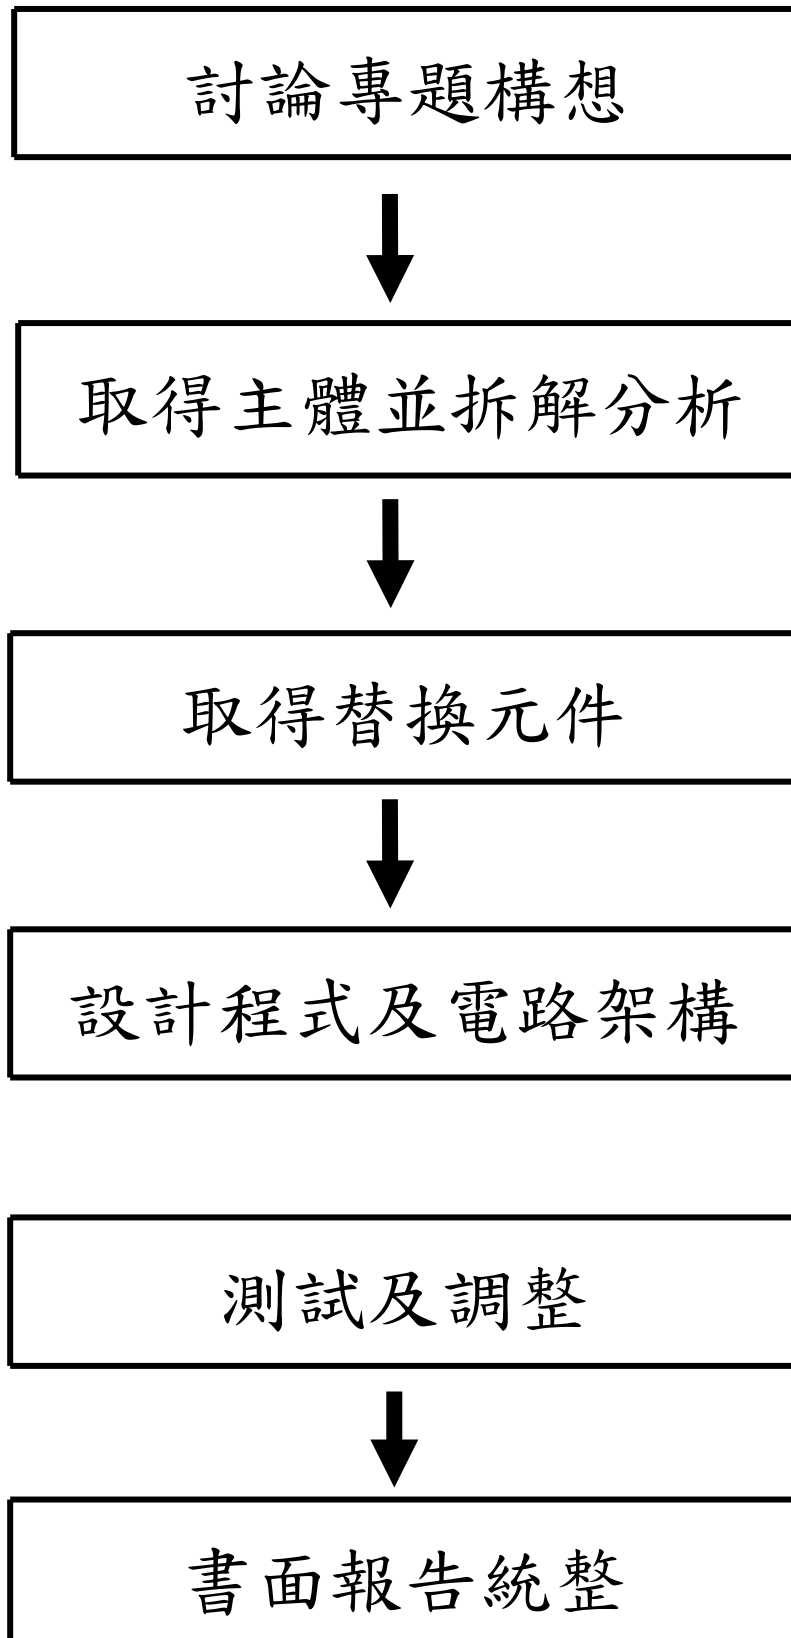 討論專題構想
取得主體並拆解分析
取得替換元件
設計程式及電路架構
測試及調整
書面報告統整